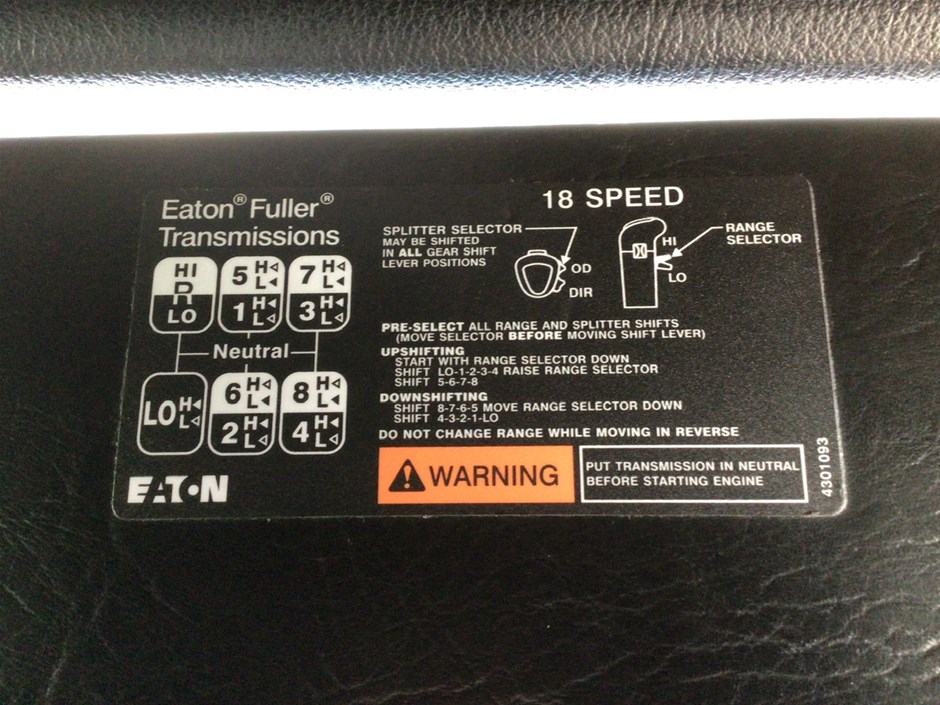 Eaton® Fuller®
Transmissions
18 SPEED
HI
R
LO
5 H L
1 H L
7 H L
3 H L
Neutral
LO H L
6 H L
2 H L
8 H L
4 H L
EATON
SPLITTER SELECTOR
MAY BE SHIFTED
IN ALL GEAR SHIFT
LEVER POSITIONS
OD
DIR
HI
LO
RANGE
SELECTOR
PRE-SELECT ALL RANGE AND SPLITTER SHIFTS
(MOVE SELECTOR BEFORE MOVING SHIFT LEVER)
UPSHIFTING
START WITH RANGE SELECTOR DOWN
SHIFT LO-1-2-3-4 RAISE RANGE SELECTOR
SHIFT 5-6-7-8
DOWNSHIFTING
SHIFT 8-7-6-5 MOVE RANGE SELECTOR DOWN
SHIFT 4-3-2-1-LO
DO NOT CHANGE RANGE WHILE MOVING IN REVERSE
WARNING
PUT TRANSMISSION IN NEUTRAL
BEFORE STARTING ENGINE
4301093